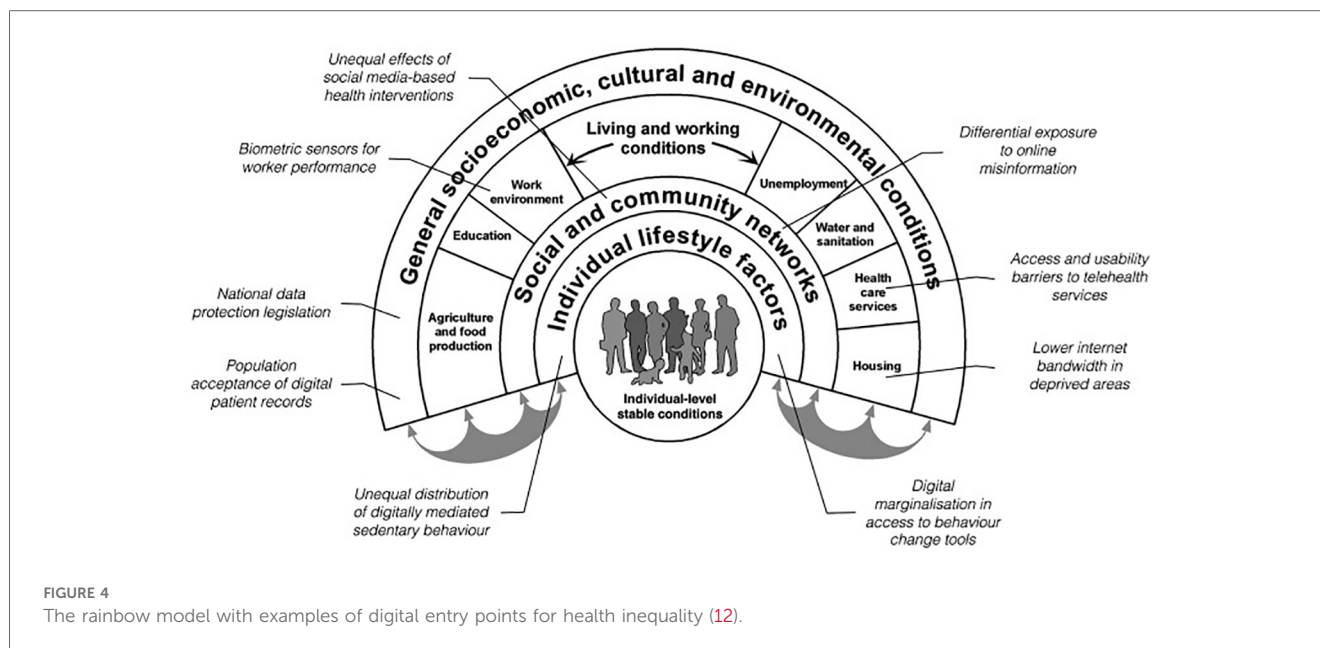 Unequal effects of
social media-based
health interventions
General socioeconomic, cultural and environmental conditions
Biometric sensors for
worker performance
Living and working
conditions
Differential exposure
to online
misinformation
Work
environment
Unemployment
Social and community networks
Education
Water and
sanitation
Individual lifestyle factors
Access and usability
barriers to telehealth
services
Health
care
services
National data
protection legislation
Agriculture
and food
production
Population
acceptance of digital
patient records
Housing
Lower internet
bandwidth in
deprived areas
Individual-level
stable conditions
Unequal distribution
of digitally mediated
sedentary behaviour
Digital
marginalisation in
access to behaviour
change tools
FIGURE 4
The rainbow model with examples of digital entry points for health inequality (12).